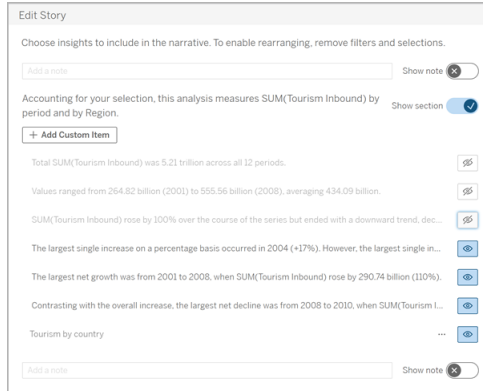 Edit Story
Choose insights to include in the narrative. To enable rearranging, remove filters and selections.
Add a note
Show note
Accounting for your selection, this analysis measures SUM(Tourism Inbound) by
period and by Region.
Show section
+ Add Custom Item
Total SUM(Tourism Inbound) was 5.21 trillion across all 12 periods.
Values ranged from 264.82 billion (2001) to 555.56 billion (2008), averaging 434.09 billion.
SUM(Tourism Inbound) rose by 100% over the course of the series but ended with a downward trend, dec...
The largest single increase on a percentage basis occurred in 2004 (+17%). However, the largest single in...
The largest net growth was from 2001 to 2008, when SUM(Tourism Inbound) rose by 290.74 billion (110%).
Contrasting with the overall increase, the largest net decline was from 2008 to 2010, when SUM(Tourism I...
Tourism by country ...
Add a note
Show note